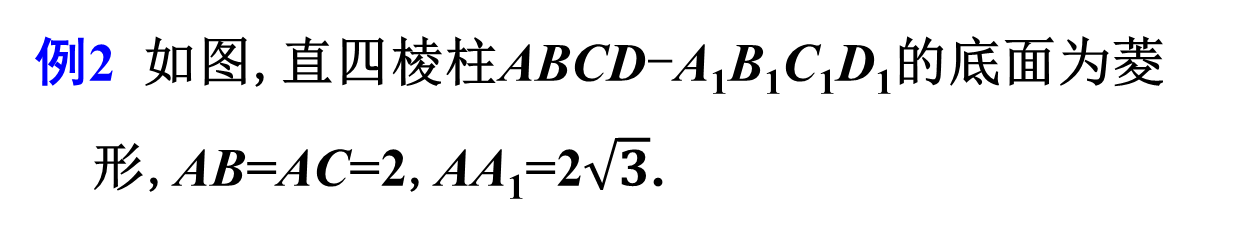 例2 如图, 直四棱柱ABCD-A₁B₁C₁D₁的底面为菱
形, AB=AC=2, AA₁=2√3.